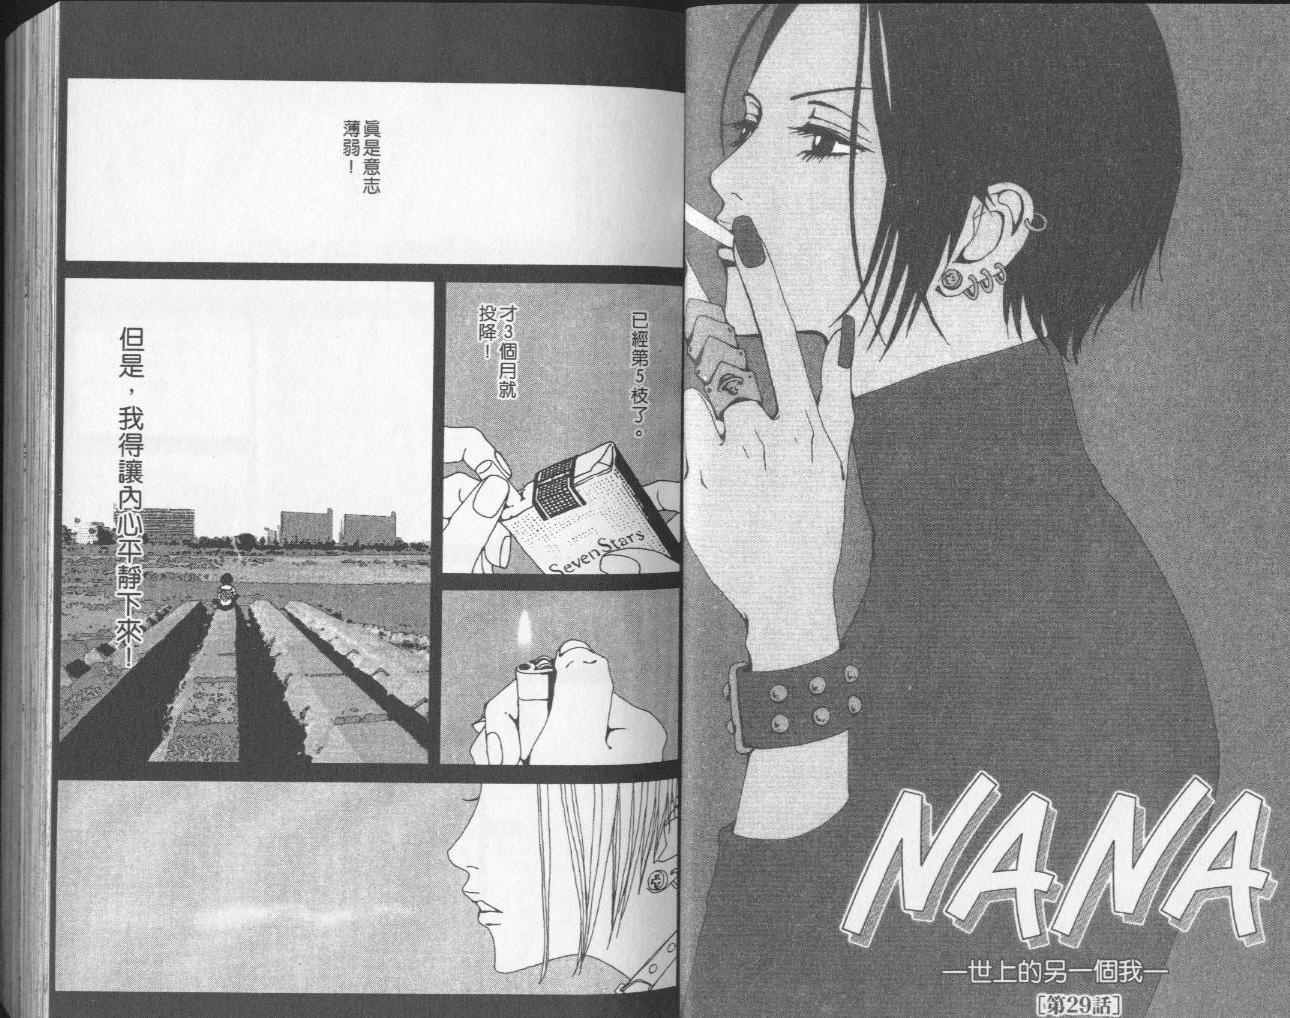 NANA
—世上的另一個我—
[第29話]
已經第5枝了。
才3個月就
投降！
SevenStars
眞是意志
薄弱！
但是，我得讓內心平靜下來！